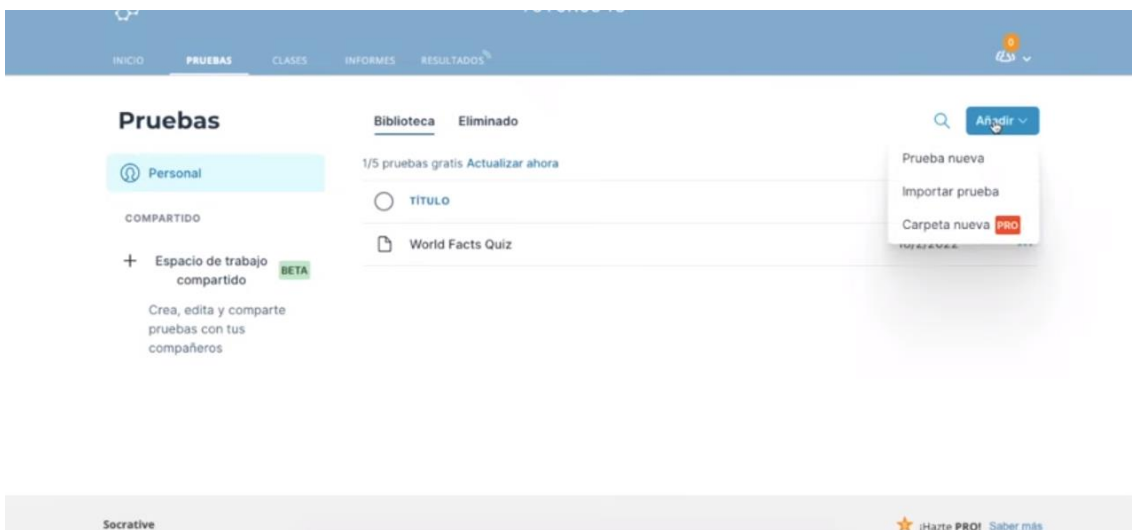 INICIO PRUEBAS CLASES INFORMES RESULTADOS
0
Pruebas
Biblioteca Eliminado
Añadir
Personal
1/5 pruebas gratis Actualizar ahora
Prueba nueva
TÍTULO
Importar prueba
COMPARTIDO
Carpeta nueva PRO
World Facts Quiz
Espacio de trabajo
compartido
BETA
Crea, edita y comparte
pruebas con tus
compañeros
Socrative
¡Hazte PRO! Saber más